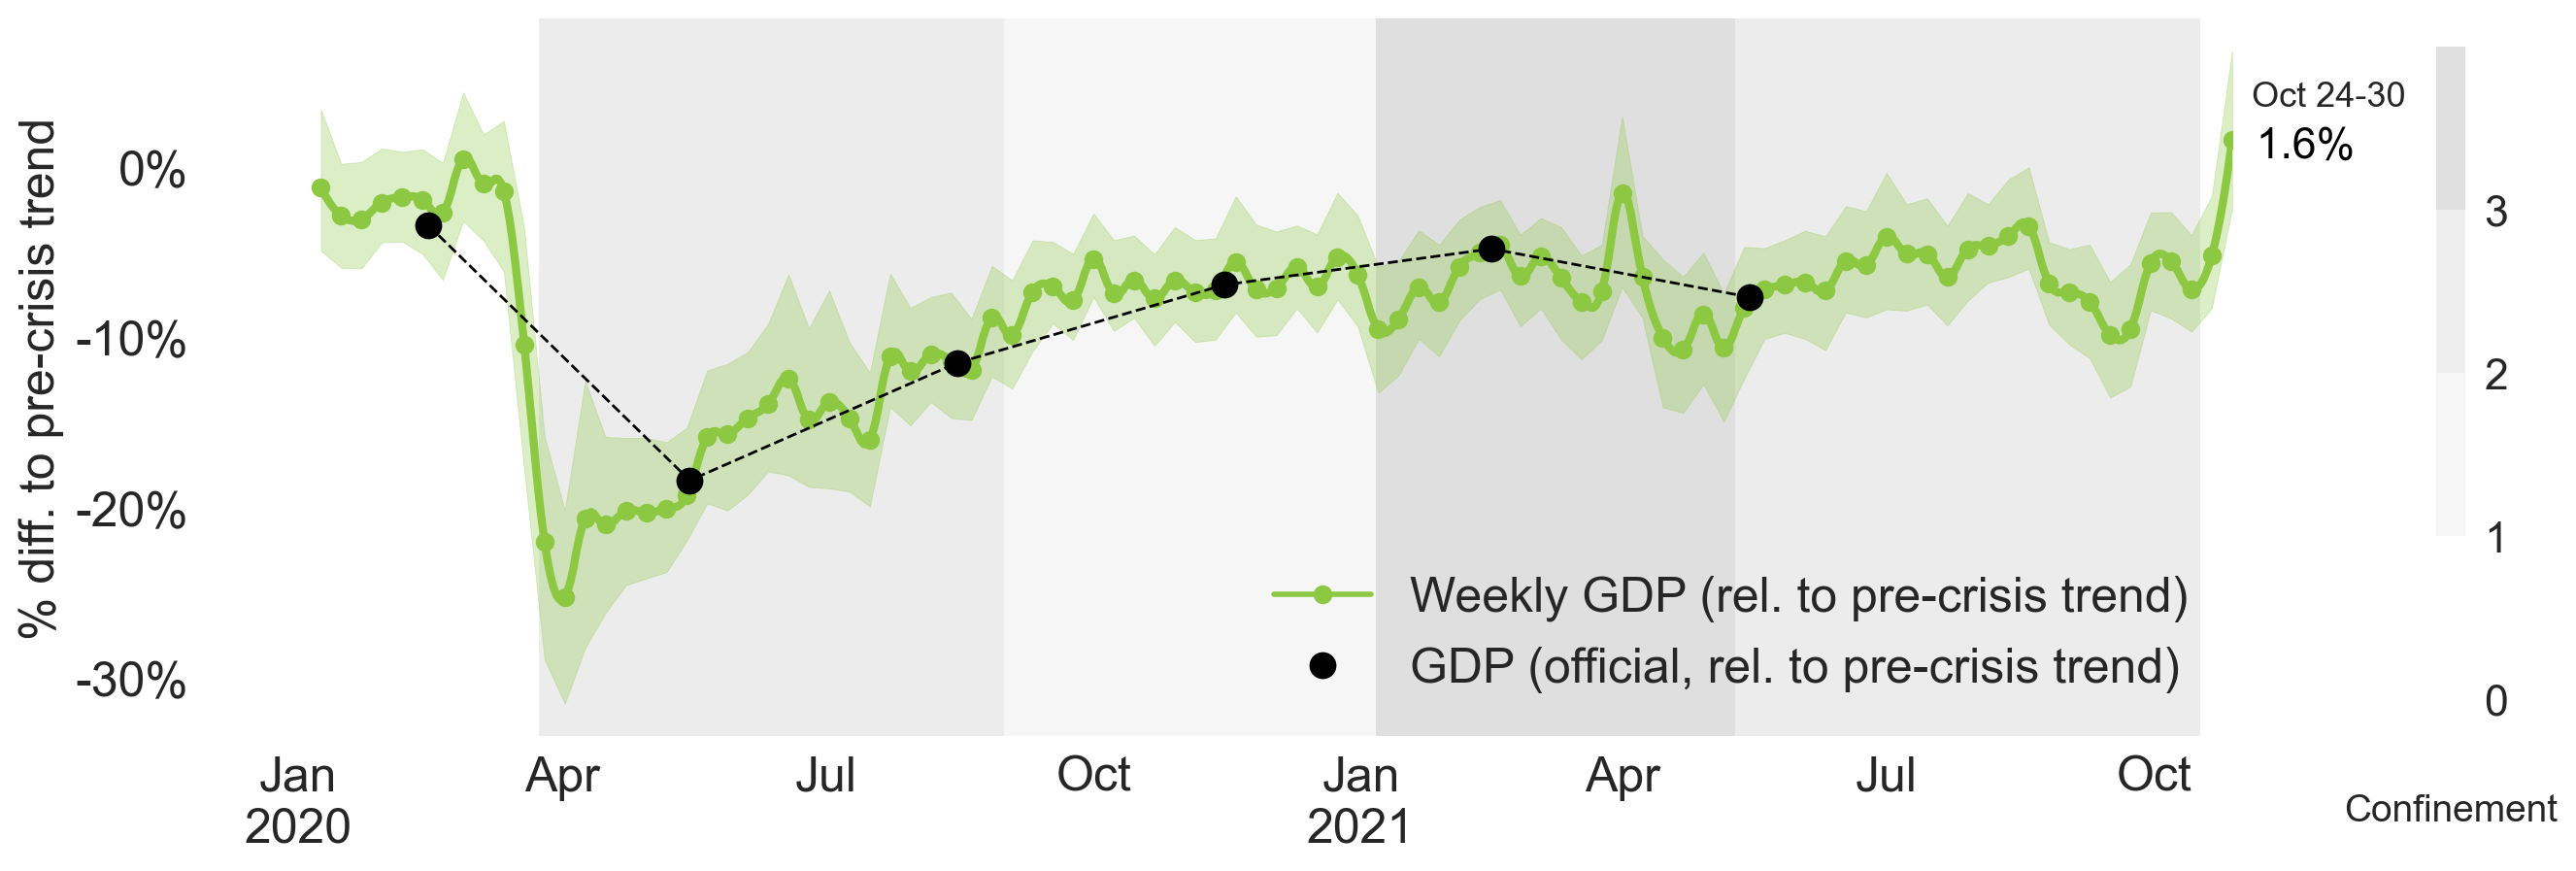 % diff. to pre-crisis trend
0%
-10%
-20%
-30%
Jan
2020
Apr
Jul
Oct
Jan
2021
Apr
Jul
Oct
Weekly GDP (rel. to pre-crisis trend)
GDP (official, rel. to pre-crisis trend)
Oct 24-30
1.6%
3
2
1
0
Confinement